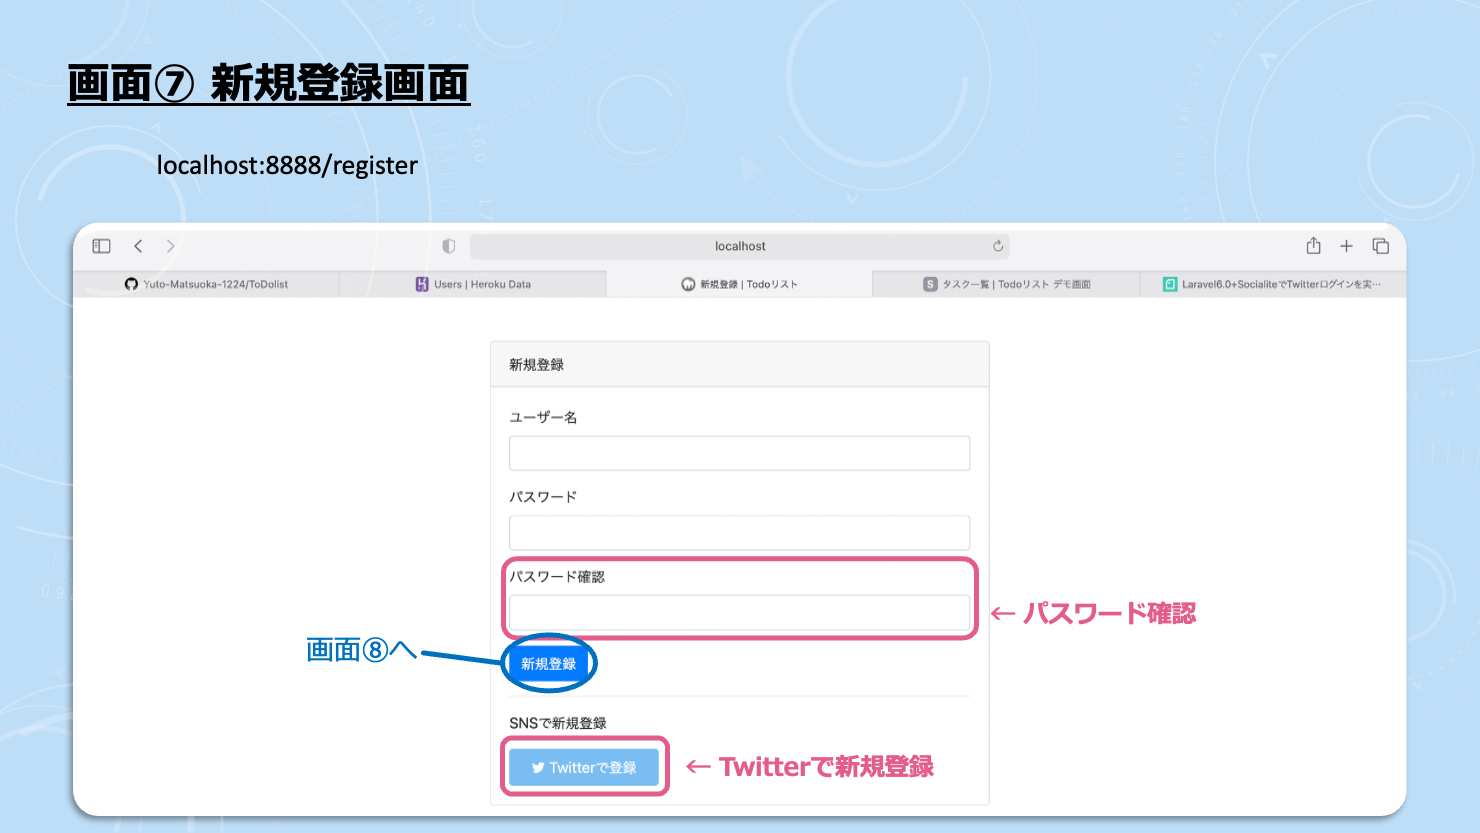 画面⑦ 新規登録画面
localhost:8888/register
localhost
Yuto-Matsuoka-1224/ToDolist
Users | Heroku Data
新規登録 | Todoリスト
S タスク一覧 | Todoリスト デモ画面
Laravel6.0+SocialiteでTwitterログインを実…
新規登録
ユーザー名
パスワード
パスワード確認
← パスワード確認
画面⑧へ
新規登録
SNSで新規登録
Twitterで登録
← Twitterで新規登録